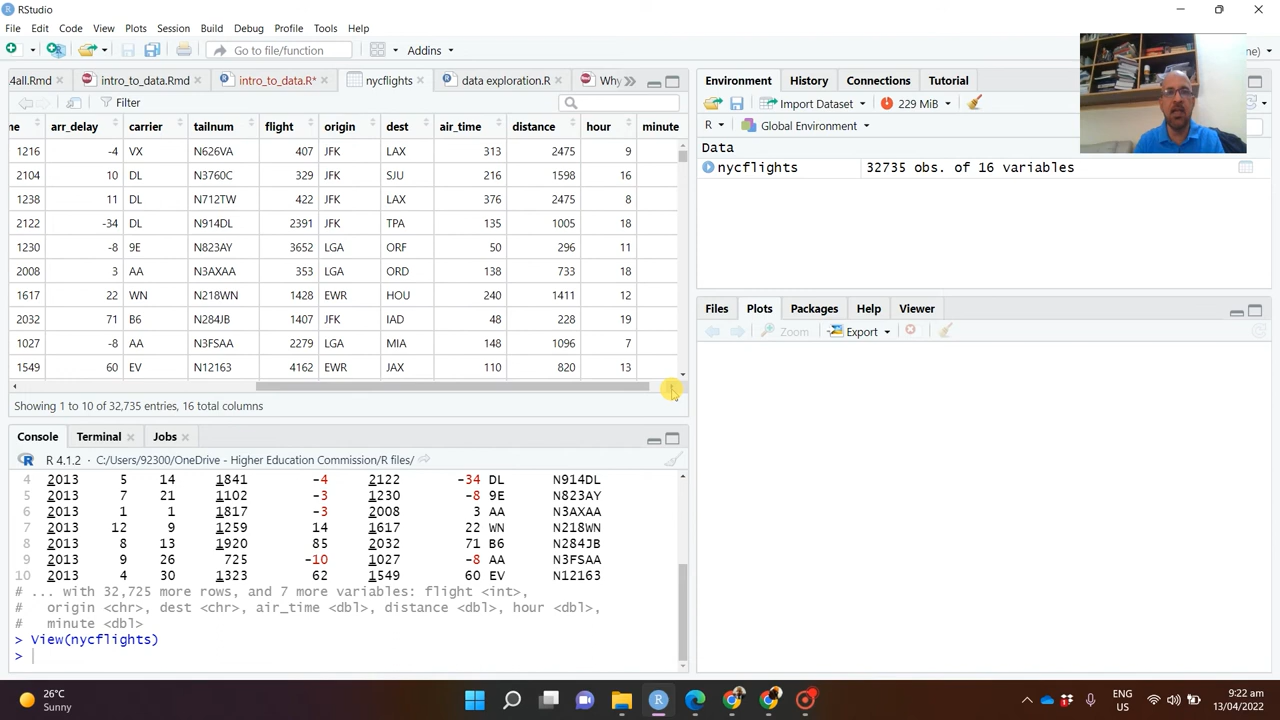 RStudio
File Edit Code View Plots Session Build Debug Profile Tools Help
Go to file/function Addins
4all.Rmd intro_to_data.Rmd intro_to_data.R* nycflights data exploration.R Why
Filter
me arr_delay carrier tailnum flight origin dest air_time distance hour minute
1216 -4 VX N626VA 407 JFK LAX 313 2475 9
2104 10 DL N3760C 329 JFK SJU 216 1598 16
1238 11 DL N712TW 422 JFK LAX 376 2475 8
2122 -34 DL N914DL 2391 JFK TPA 135 1005 18
1230 -8 9E N823AY 3652 LGA ORF 50 296 11
2008 3 AA N3AXAA 353 LGA ORD 138 733 18
1617 22 WN N218WN 1428 EWR HOU 240 1411 12
2032 71 B6 N284JB 1407 JFK IAD 48 228 19
1027 -8 AA N3FSAA 2279 LGA MIA 148 1096 7
1549 60 EV N12163 4162 EWR JAX 110 820 13
Showing 1 to 10 of 32,735 entries, 16 total columns
Console Terminal Jobs
R 4.1.2 · C:/Users/92300/OneDrive - Higher Education Commission/R files/
4 2013 5 14 1841 -4 2122 -34 DL N914DL
5 2013 7 21 1102 -3 1230 -8 9E N823AY
6 2013 1 1 1817 -3 2008 3 AA N3AXAA
7 2013 12 9 1259 14 1617 22 WN N218WN
8 2013 8 13 1920 85 2032 71 B6 N284JB
9 2013 9 26 725 -10 1027 -8 AA N3FSAA
10 2013 4 30 1323 62 1549 60 EV N12163
# ... with 32,725 more rows, and 7 more variables: flight <int>,
# origin <chr>, dest <chr>, air_time <dbl>, distance <dbl>, hour <dbl>,
# minute <dbl>
> View(nycflights)
>
Environment History Connections Tutorial
Import Dataset 229 MiB
R Global Environment
Data
nycflights 32735 obs. of 16 variables
Files Plots Packages Help Viewer
Zoom Export
ne)
26°C
Sunny
ENG
US
9:22 am
13/04/2022